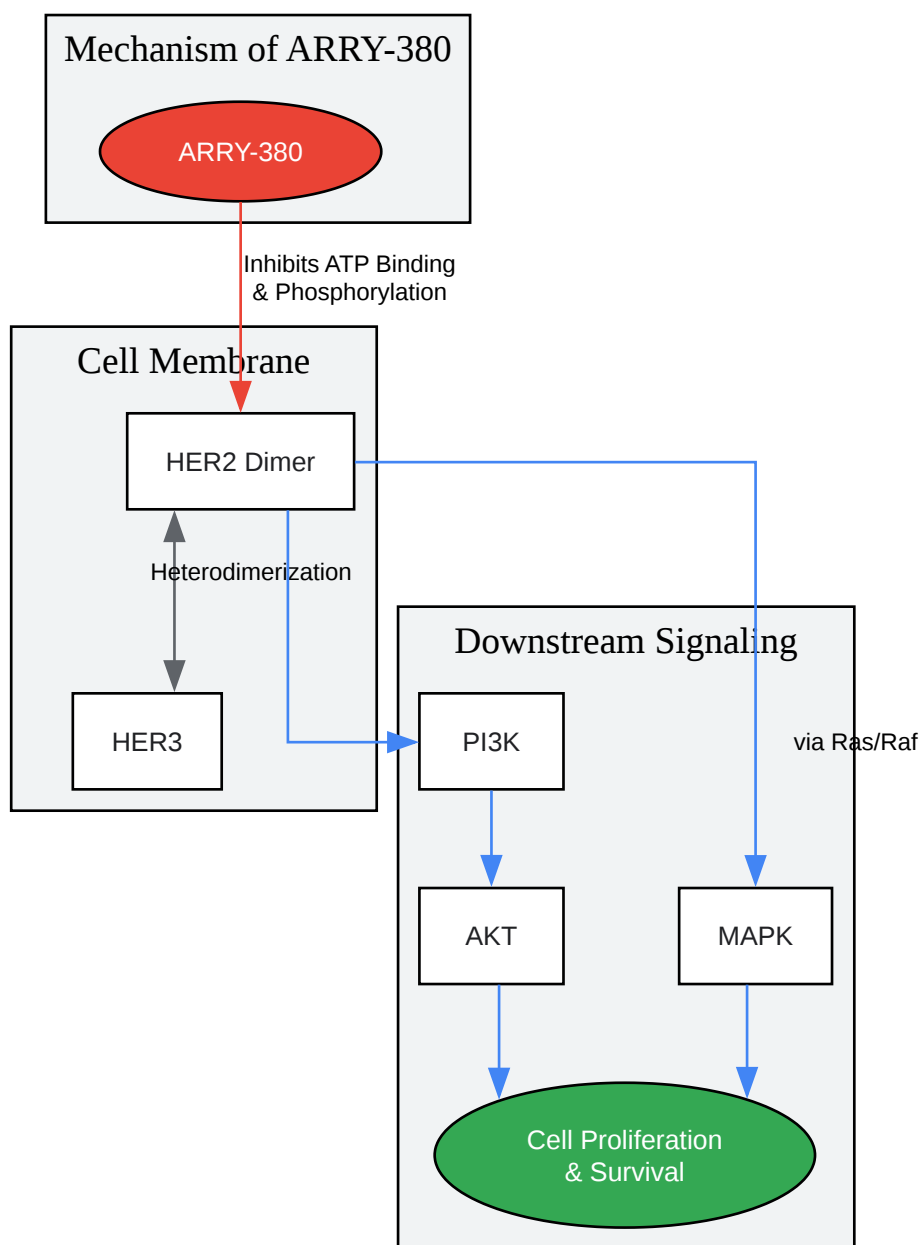 Mechanism of ARRY-380
ARRY-380
Inhibits ATP Binding
& Phosphorylation
Cell Membrane
HER2 Dimer
Heterodimerization
HER3
Downstream Signaling
PI3K
via Ras/Raf
AKT
MAPK
Cell Proliferation
& Survival